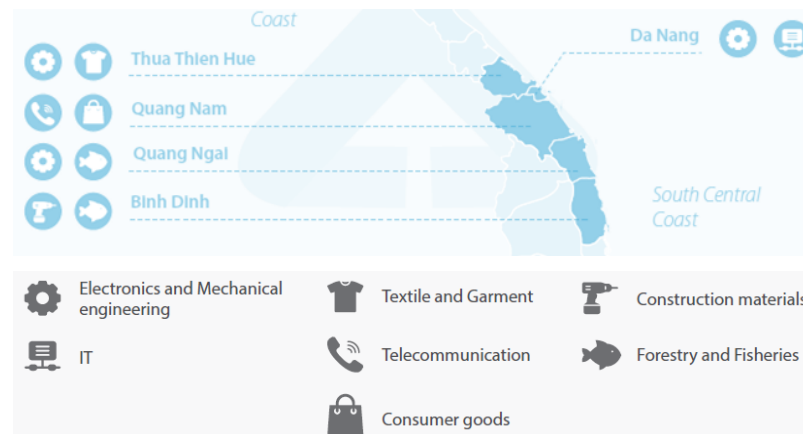 Coast
Da Nang
Thua Thien Hue
Quang Nam
Quang NgaI
BInh DInh
South Central
Coast
Electronics and Mechanical
engineering
Textile and Garment
Construction materials
IT
Telecommunication
Forestry and Fisheries
Consumer goods